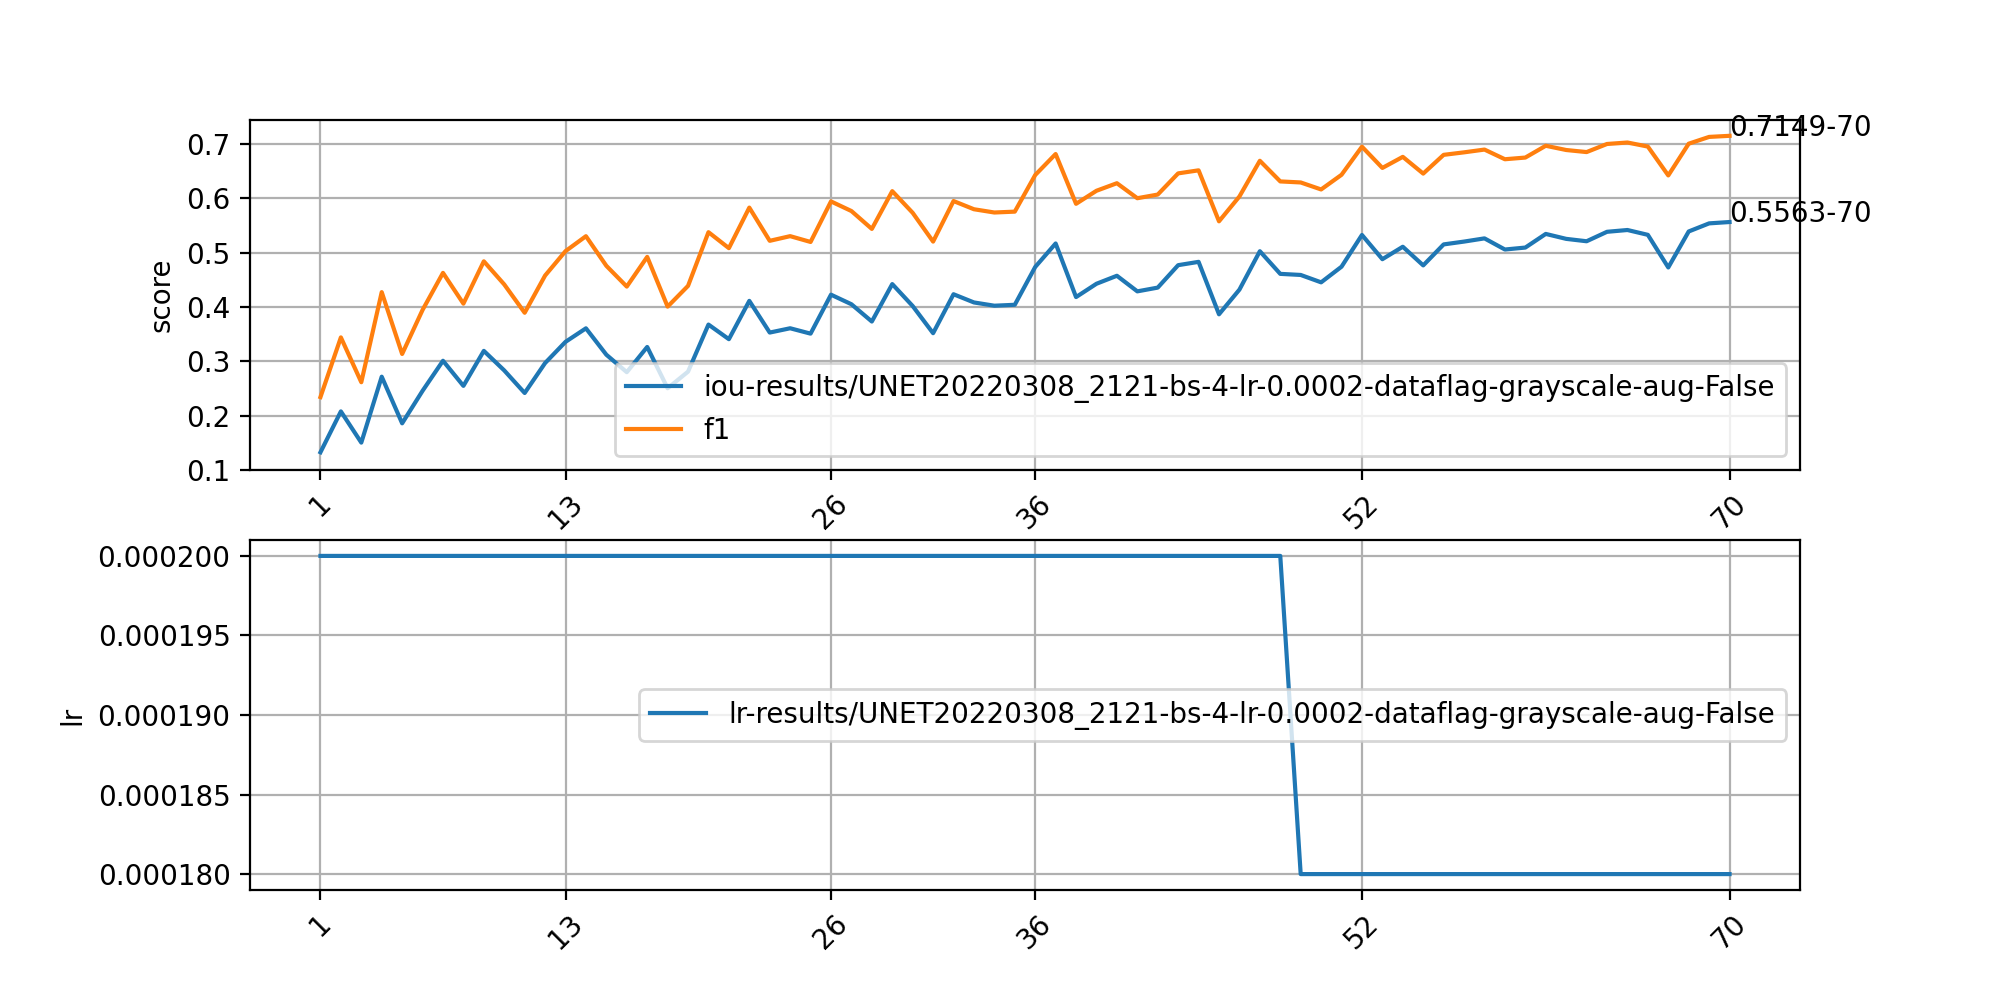 0.7
0.6
0.5
0.4
0.3
0.2
0.1
score
0.7149-70
0.5563-70
iou-results/UNET20220308_2121-bs-4-lr-0.0002-dataflag-grayscale-aug-False
f1
1 13 26 36 52 70
0.000200
0.000195
0.000190
0.000185
0.000180
lr
lr-results/UNET20220308_2121-bs-4-lr-0.0002-dataflag-grayscale-aug-False
1 13 26 36 52 70